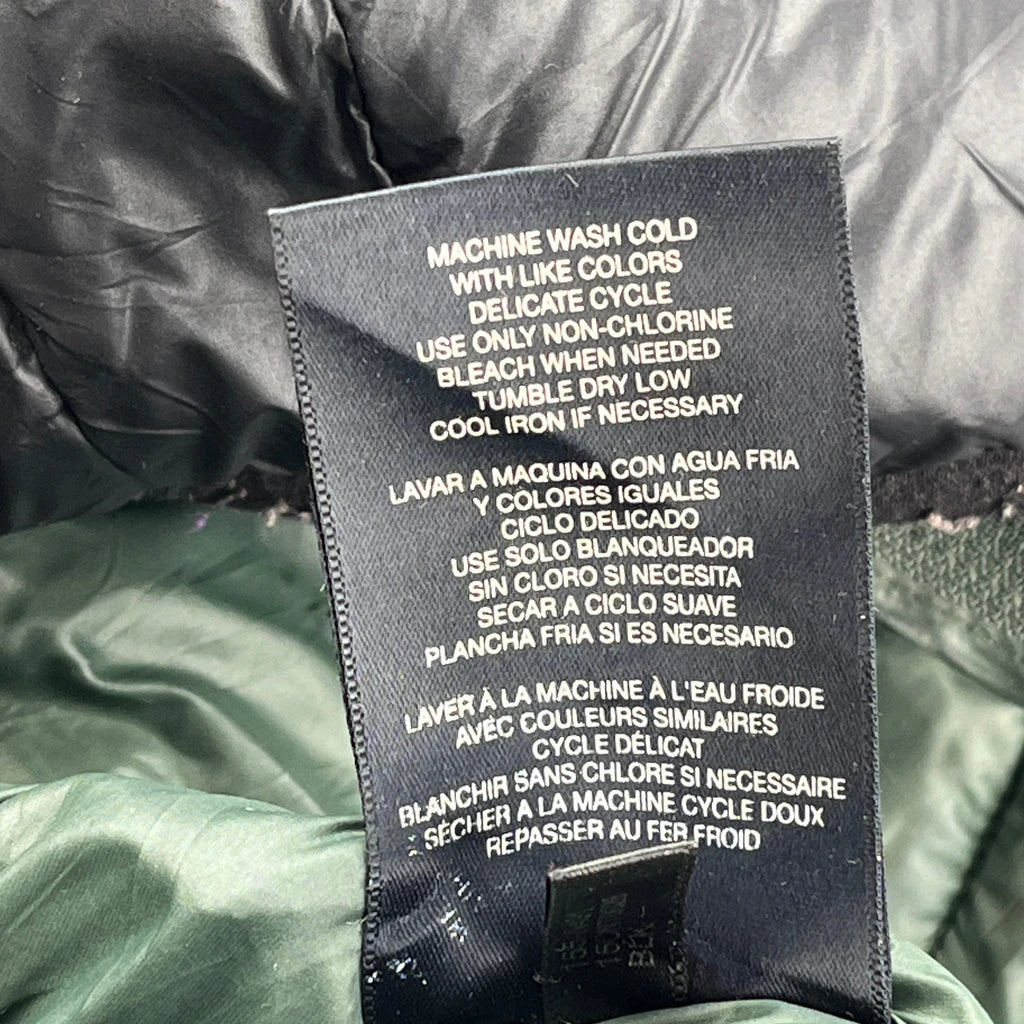 MACHINE WASH COLD
WITH LIKE COLORS
DELICATE CYCLE
USE ONLY NON-CHLORINE
BLEACH WHEN NEEDED
TUMBLE DRY LOW
COOL IRON IF NECESSARY
LAVAR A MAQUINA CON AGUA FRIA
Y COLORES IGUALES
CICLO DELICADO
USE SOLO BLANQUEADOR
SIN CLORO SI NECESITA
SECAR A CICLO SUAVE
PLANCHA FRIA SI ES NECESARIO
LAVER À LA MACHINE À L'EAU FROIDE
AVEC COULEURS SIMILAIRES
CYCLE DÉLICAT
BLANCHIR SANS CHLORE SI NECESSAIRE
SÉCHER A LA MACHINE CYCLE DOUX
REPASSER AU FER FROID